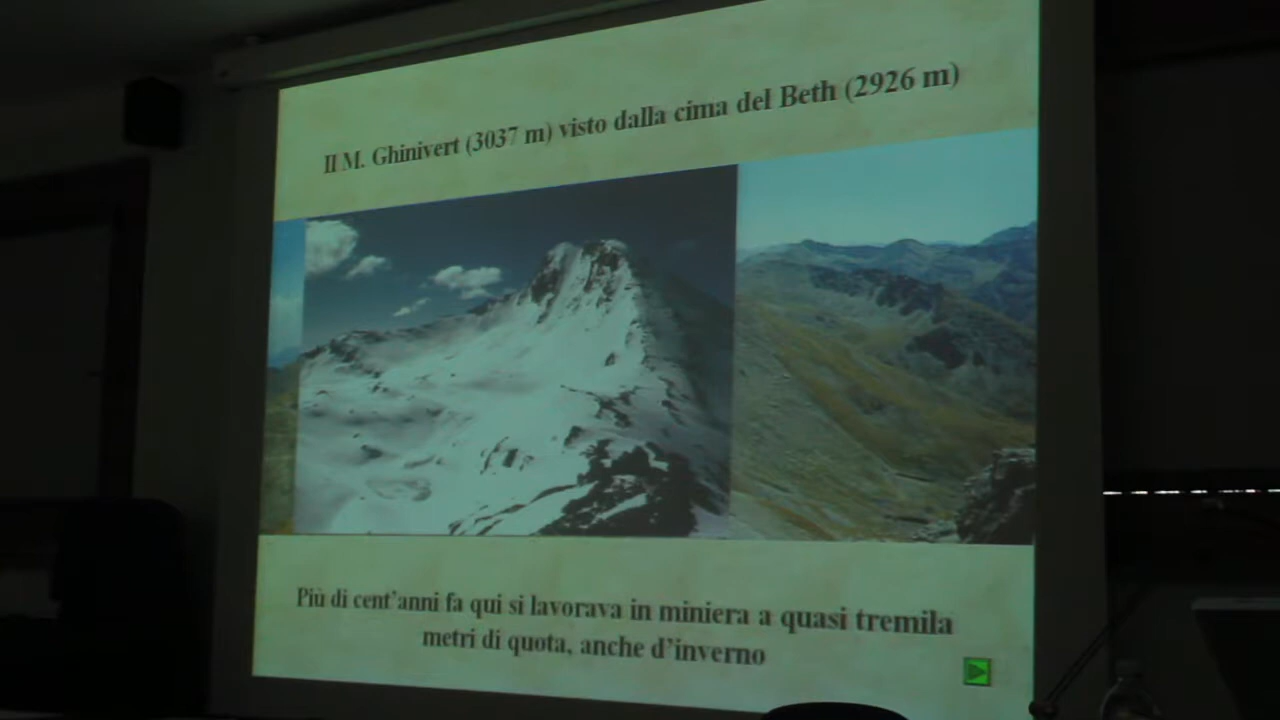 Il M. Ghinivert (3037 m) visto dalla cima del Beth (2926 m)
Più di cent'anni fa qui si lavorava in miniera a quasi tremila
metri di quota, anche d'inverno